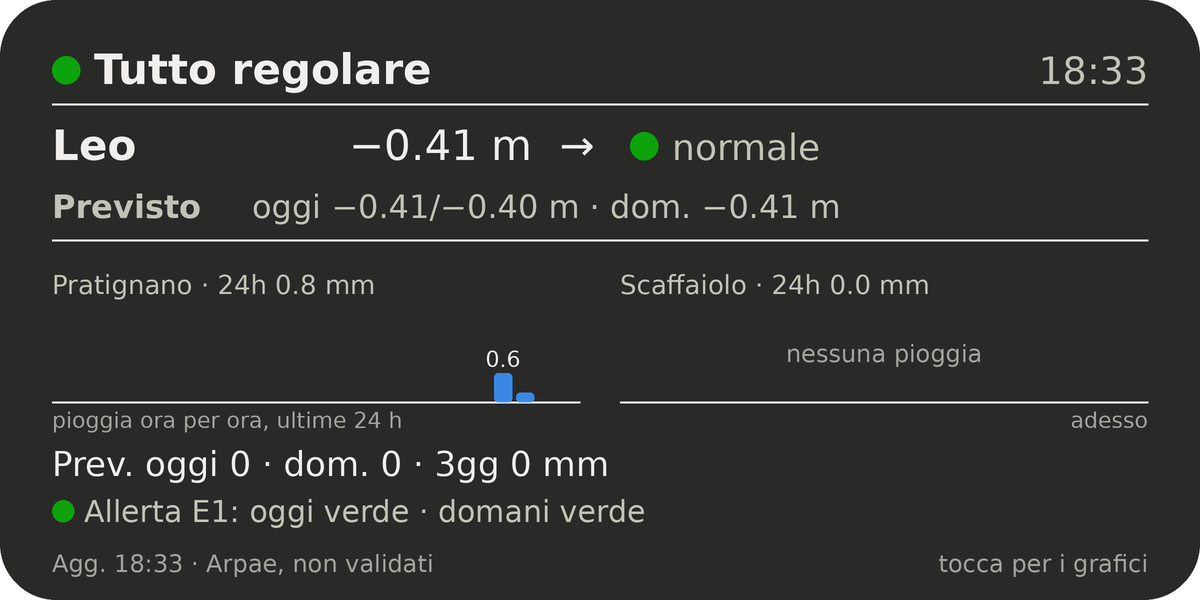 Tutto regolare 18:33
Leo −0.41 m → normale
Previsto oggi −0.41/−0.40 m · dom. −0.41 m
Pratignano · 24h 0.8 mm
0.6
pioggia ora per ora, ultime 24 h
Scaffaiolo · 24h 0.0 mm
nessuna pioggia
adesso
Prev. oggi 0 · dom. 0 · 3gg 0 mm
Allerta E1: oggi verde · domani verde
Agg. 18:33 · Arpae, non validati
tocca per i grafici